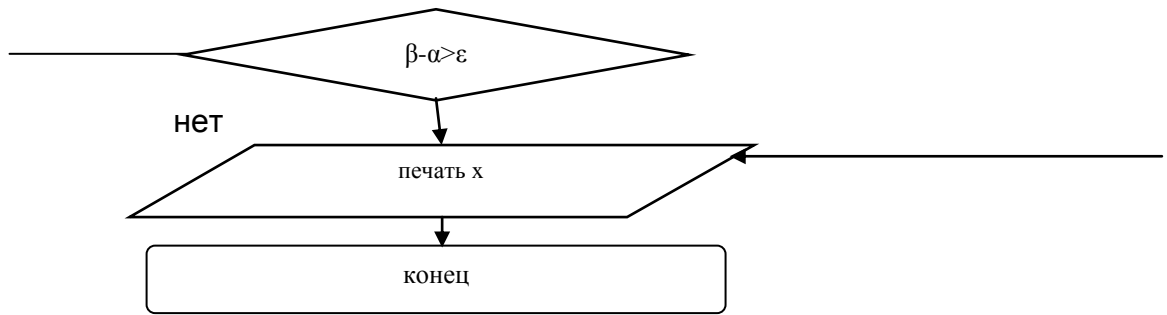 β-α>ε
нет
печать x
конец